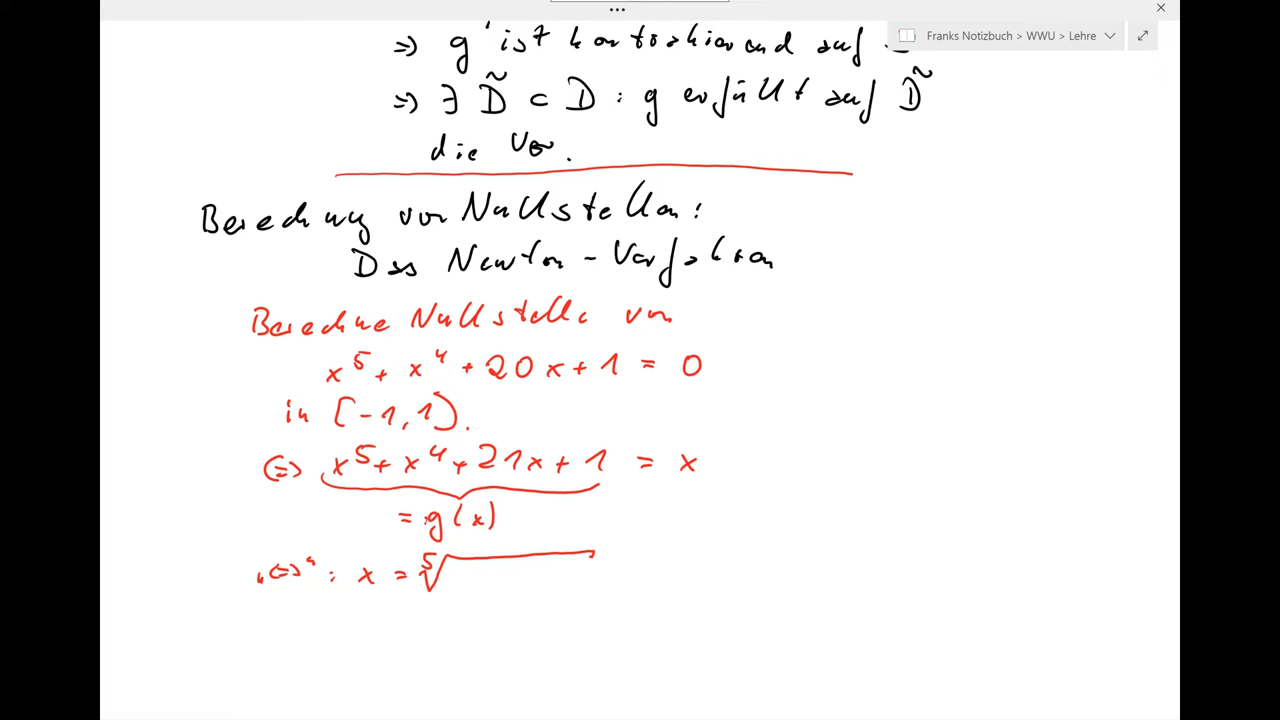 Franks Notizbuch > WWU > Lehre
⇒ g ist kontrahierend auf
⇒ ∃ D̃ ⊂ D : g erfüllt auf D̃
die Vor.
Berechnung von Nullstellen:
Das Newton-Verfahren
Berechne Nullstelle von
x⁵ + x⁴ + 20x + 1 = 0
in [-1, 1].
⇔ x⁵ + x⁴ + 21x + 1 = x
= : g(x)
"⇔" : x = ⁵√